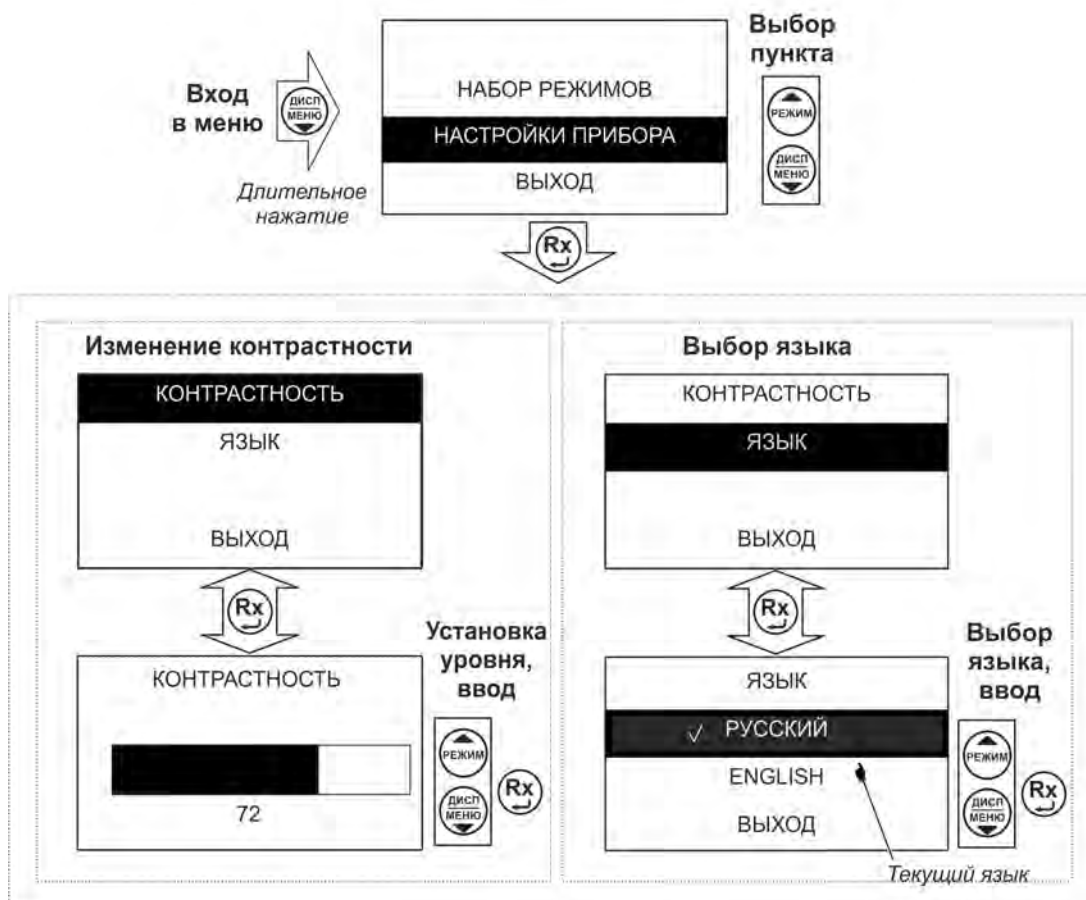 Вход
в меню
ДИСП
МЕНЮ
Длительное
нажатие
НАБОР РЕЖИМОВ
НАСТРОЙКИ ПРИБОРА
ВЫХОД
Выбор
пункта
РЕЖИМ
ДИСП
МЕНЮ
Rx
Изменение контрастности
КОНТРАСТНОСТЬ
ЯЗЫК
ВЫХОД
Rx
КОНТРАСТНОСТЬ
72
Установка
уровня,
ввод
РЕЖИМ
ДИСП
МЕНЮ
Rx
Выбор языка
КОНТРАСТНОСТЬ
ЯЗЫК
ВЫХОД
Rx
ЯЗЫК
√ РУССКИЙ
ENGLISH
ВЫХОД
Выбор
языка,
ввод
РЕЖИМ
ДИСП
МЕНЮ
Rx
Текущий язык